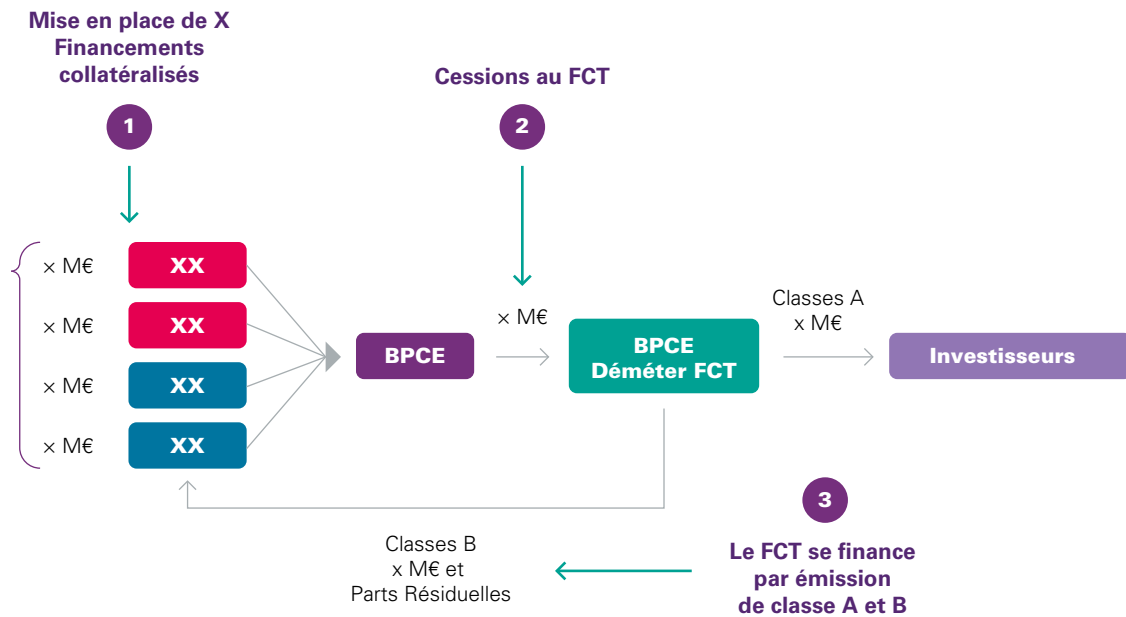 Mise en place de X
Financements
collatéralisés
1
Cessions au FCT
2
× M€
XX
× M€
XX
× M€
XX
× M€
XX
BPCE
× M€
BPCE
Déméter FCT
Classes A
x M€
Investisseurs
3
Le FCT se finance
par émission
de classe A et B
Classes B
x M€ et
Parts Résiduelles